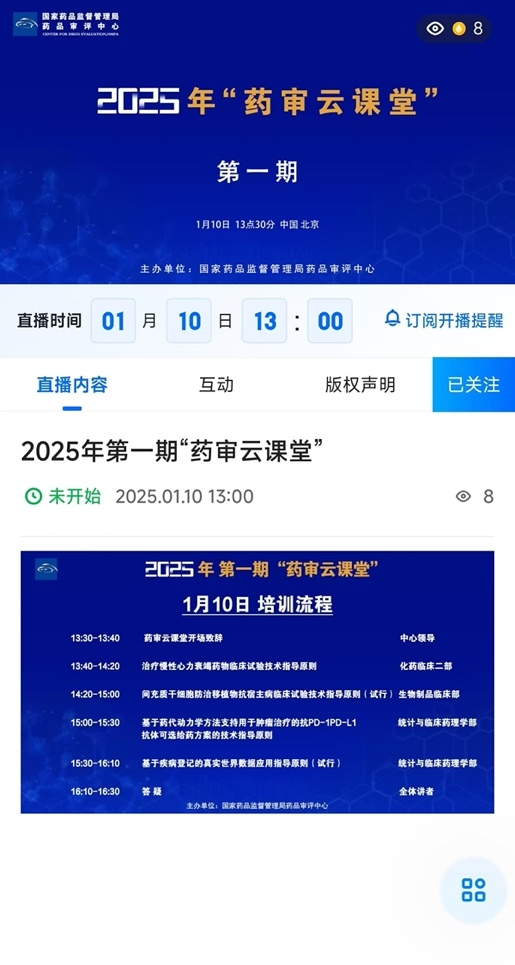 国家药品监督管理局
药品审评中心
CENTER FOR DRUG EVALUATION,NMPA
8
2025年“药审云课堂”
第一期
1月10日 13点30分 中国 北京
主办单位：国家药品监督管理局药品审评中心
直播时间 01 月 10 日 13 : 00 订阅开播提醒
直播内容 互动 版权声明 已关注
2025年第一期“药审云课堂”
未开始 2025.01.10 13:00 8
2025年 第一期 “药审云课堂”
1月10日 培训流程
13:30-13:40 药审云课堂开场致辞 中心领导
13:40-14:20 治疗慢性心力衰竭药物临床试验技术指导原则 化药临床二部
14:20-15:00 间充质干细胞防治移植物抗宿主病临床试验技术指导原则（试行） 生物制品临床部
15:00-15:30 基于药代动力学方法支持用于肿瘤治疗的抗PD-1PD-L1 统计与临床药理学部
抗体可选给药方案的技术指导原则
15:30-16:10 基于疾病登记的真实世界数据应用指导原则（试行） 统计与临床药理学部
16:10-16:30 答 疑 全体讲者
主办单位：国家药品监督管理局药品审评中心